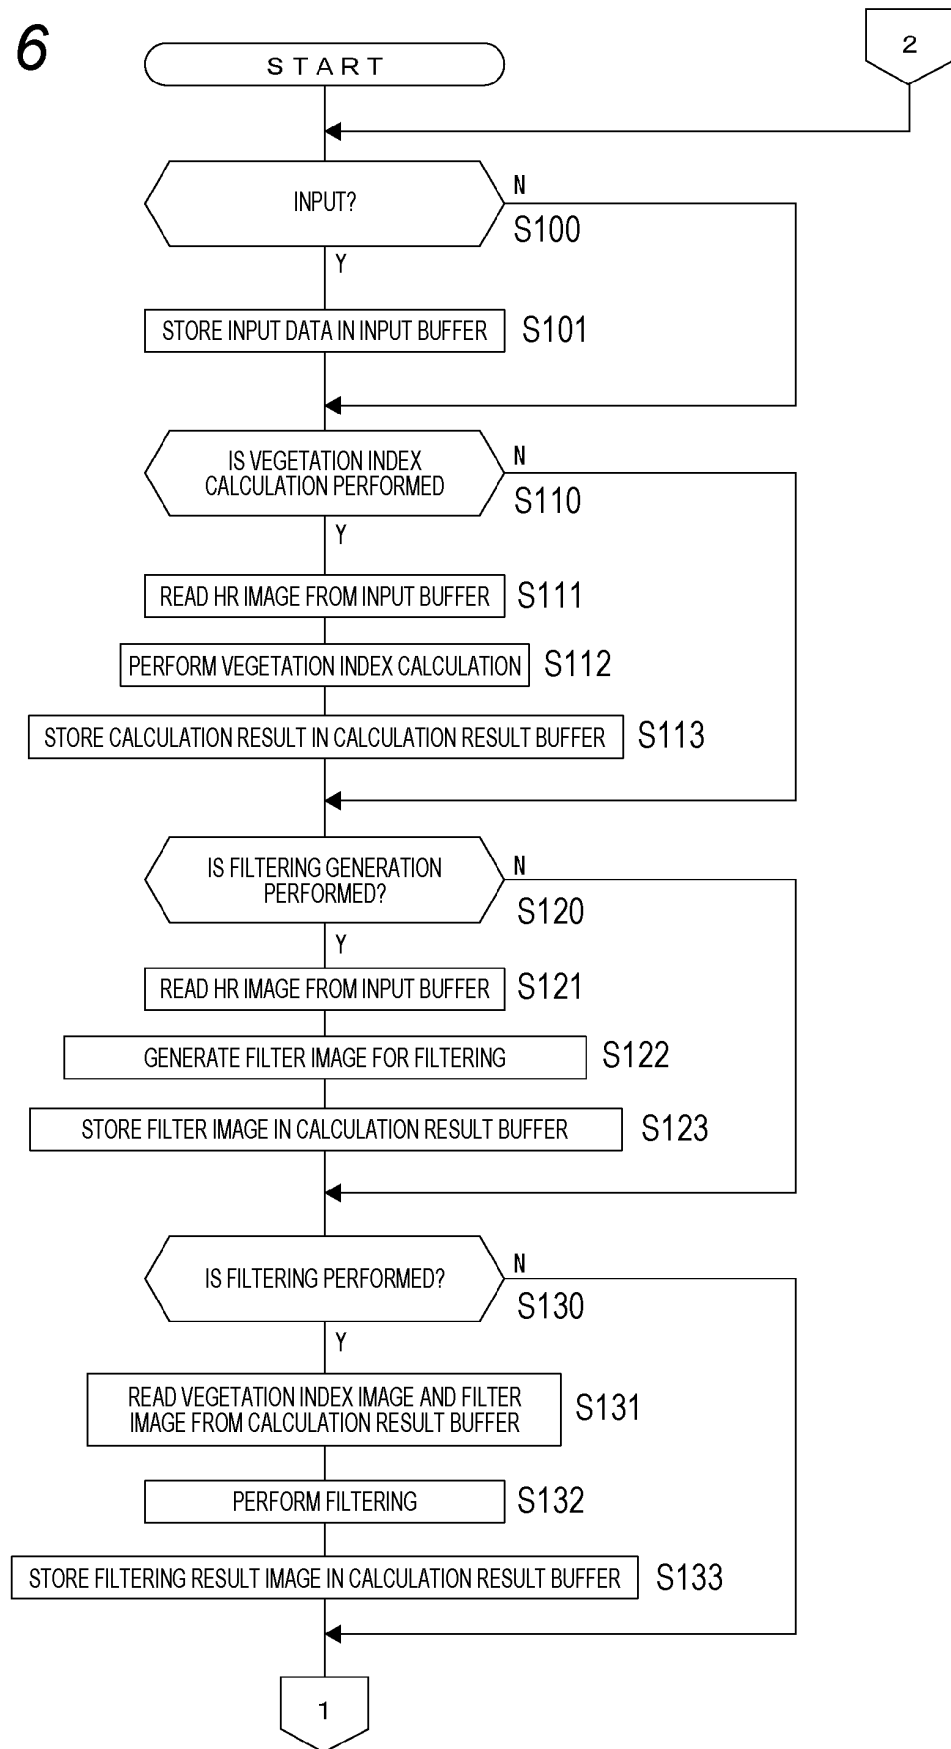 6
2
START
INPUT?
N
S100
Y
STORE INPUT DATA IN INPUT BUFFER
S101
IS VEGETATION INDEX
CALCULATION PERFORMED
N
S110
Y
READ HR IMAGE FROM INPUT BUFFER
S111
PERFORM VEGETATION INDEX CALCULATION
S112
STORE CALCULATION RESULT IN CALCULATION RESULT BUFFER
S113
IS FILTERING GENERATION
PERFORMED?
N
S120
Y
READ HR IMAGE FROM INPUT BUFFER
S121
GENERATE FILTER IMAGE FOR FILTERING
S122
STORE FILTER IMAGE IN CALCULATION RESULT BUFFER
S123
IS FILTERING PERFORMED?
N
S130
Y
READ VEGETATION INDEX IMAGE AND FILTER
IMAGE FROM CALCULATION RESULT BUFFER
S131
PERFORM FILTERING
S132
STORE FILTERING RESULT IMAGE IN CALCULATION RESULT BUFFER
S133
1